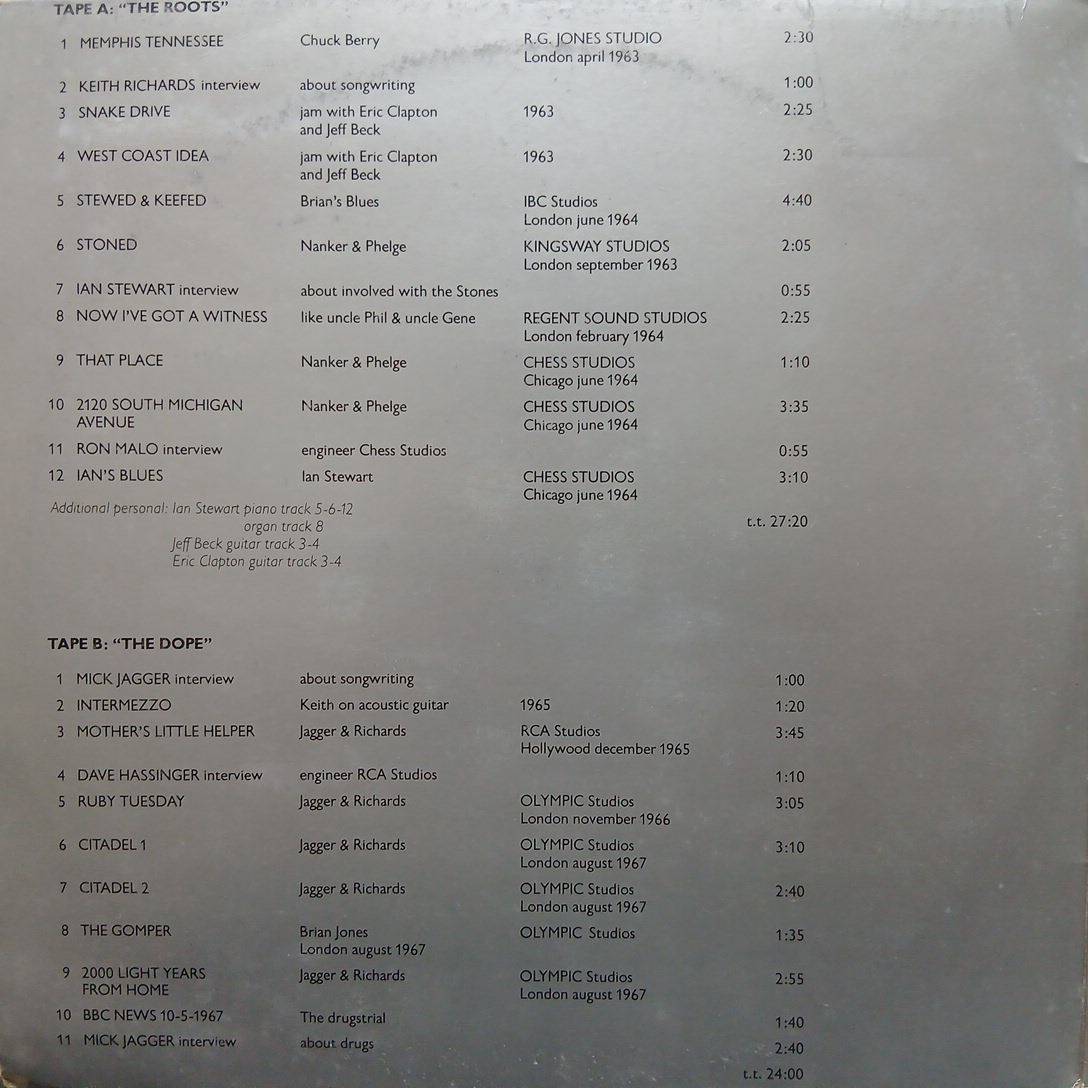 TAPE A: “THE ROOTS”
1 MEMPHIS TENNESSEE Chuck Berry R.G. JONES STUDIO 2:30
London april 1963
2 KEITH RICHARDS interview about songwriting 1:00
3 SNAKE DRIVE jam with Eric Clapton 1963 2:25
and Jeff Beck
4 WEST COAST IDEA jam with Eric Clapton 1963 2:30
and Jeff Beck
5 STEWED & KEEFED Brian’s Blues IBC Studios 4:40
London june 1964
6 STONED Nanker & Phelge KINGSWAY STUDIOS 2:05
London september 1963
7 IAN STEWART interview about involved with the Stones 0:55
8 NOW I’VE GOT A WITNESS like uncle Phil & uncle Gene REGENT SOUND STUDIOS 2:25
London february 1964
9 THAT PLACE Nanker & Phelge CHESS STUDIOS 1:10
Chicago june 1964
10 2120 SOUTH MICHIGAN Nanker & Phelge CHESS STUDIOS 3:35
AVENUE Chicago june 1964
11 RON MALO interview engineer Chess Studios 0:55
12 IAN’S BLUES Ian Stewart CHESS STUDIOS 3:10
Chicago june 1964
Additional personal: Ian Stewart piano track 5-6-12
organ track 8 t.t. 27:20
Jeff Beck guitar track 3-4
Eric Clapton guitar track 3-4
TAPE B: “THE DOPE”
1 MICK JAGGER interview about songwriting 1:00
2 INTERMEZZO Keith on acoustic guitar 1965 1:20
3 MOTHER’S LITTLE HELPER Jagger & Richards RCA Studios 3:45
Hollywood december 1965
4 DAVE HASSINGER interview engineer RCA Studios 1:10
5 RUBY TUESDAY Jagger & Richards OLYMPIC Studios 3:05
London november 1966
6 CITADEL 1 Jagger & Richards OLYMPIC Studios 3:10
London august 1967
7 CITADEL 2 Jagger & Richards OLYMPIC Studios 2:40
London august 1967
8 THE GOMPER Brian Jones OLYMPIC Studios 1:35
London august 1967
9 2000 LIGHT YEARS Jagger & Richards OLYMPIC Studios 2:55
FROM HOME London august 1967
10 BBC NEWS 10-5-1967 The drugstrial 1:40
11 MICK JAGGER interview about drugs 2:40
t.t. 24:00